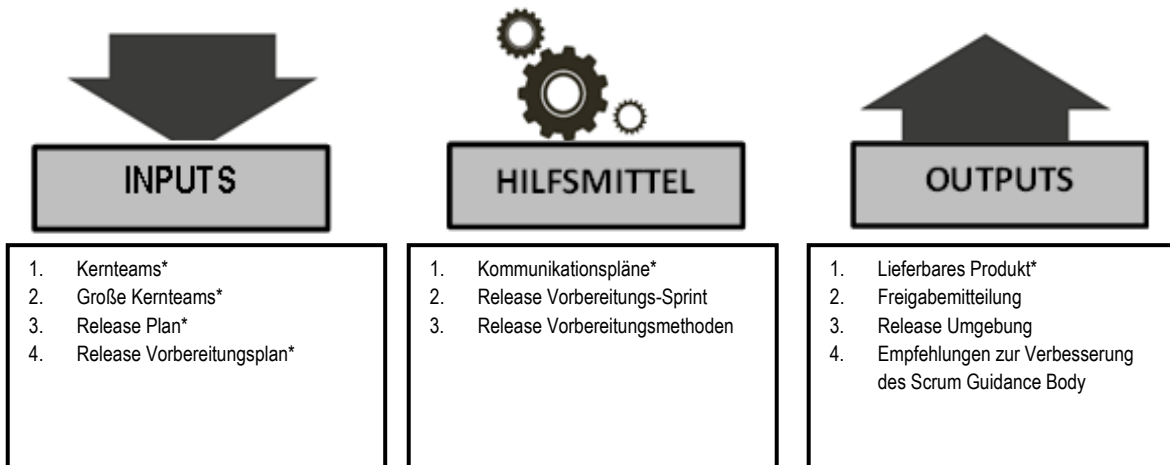 INPUTS
1. Kernteams*
2. Große Kernteams*
3. Release Plan*
4. Release Vorbereitungsplan*
HILFSMITTEL
1. Kommunikationspläne*
2. Release Vorbereitungs-Sprint
3. Release Vorbereitungsmethoden
OUTPUTS
1. Lieferbares Produkt*
2. Freigabemitteilung
3. Release Umgebung
4. Empfehlungen zur Verbesserung
des Scrum Guidance Body